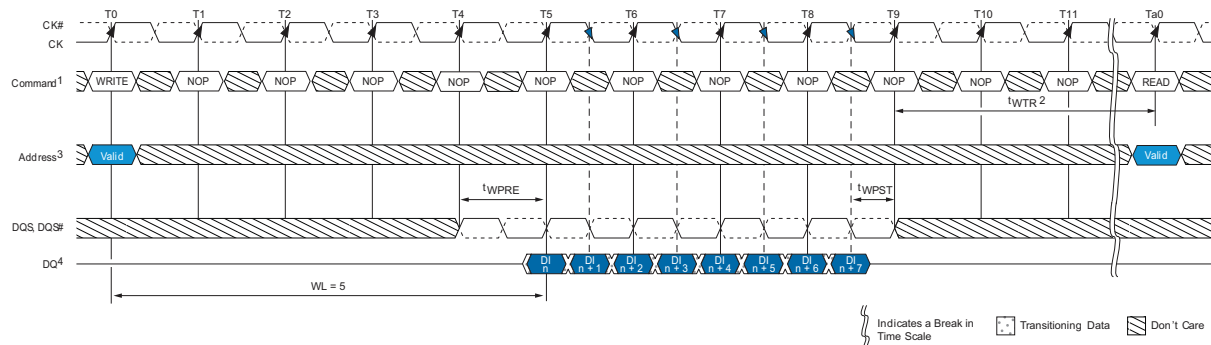 T0 T1 T2 T3 T4 T5 T6 T7 T8 T9 T10 T11 Ta0
CK#
CK
Command1 WRITE NOP NOP NOP NOP NOP NOP NOP NOP NOP NOP NOP READ
tWTR 2
Address3 Valid Valid
tWPRE tWPST
DQS, DQS#
DQ4 DI n DI n + 1 DI n + 2 DI n + 3 DI n + 4 DI n + 5 DI n + 6 DI n + 7
WL = 5
Indicates a Break in
Time Scale
Transitioning Data
Don't Care